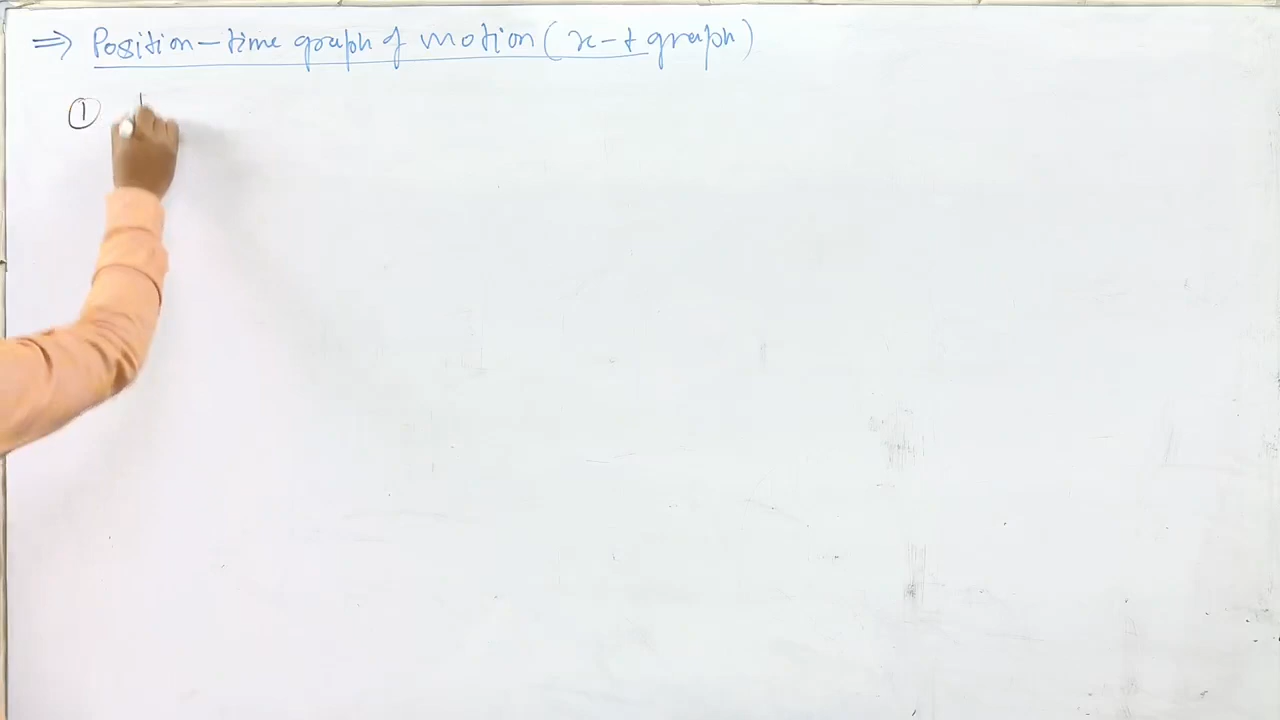 ⇒ Position-time graph of motion (x-t graph)
①